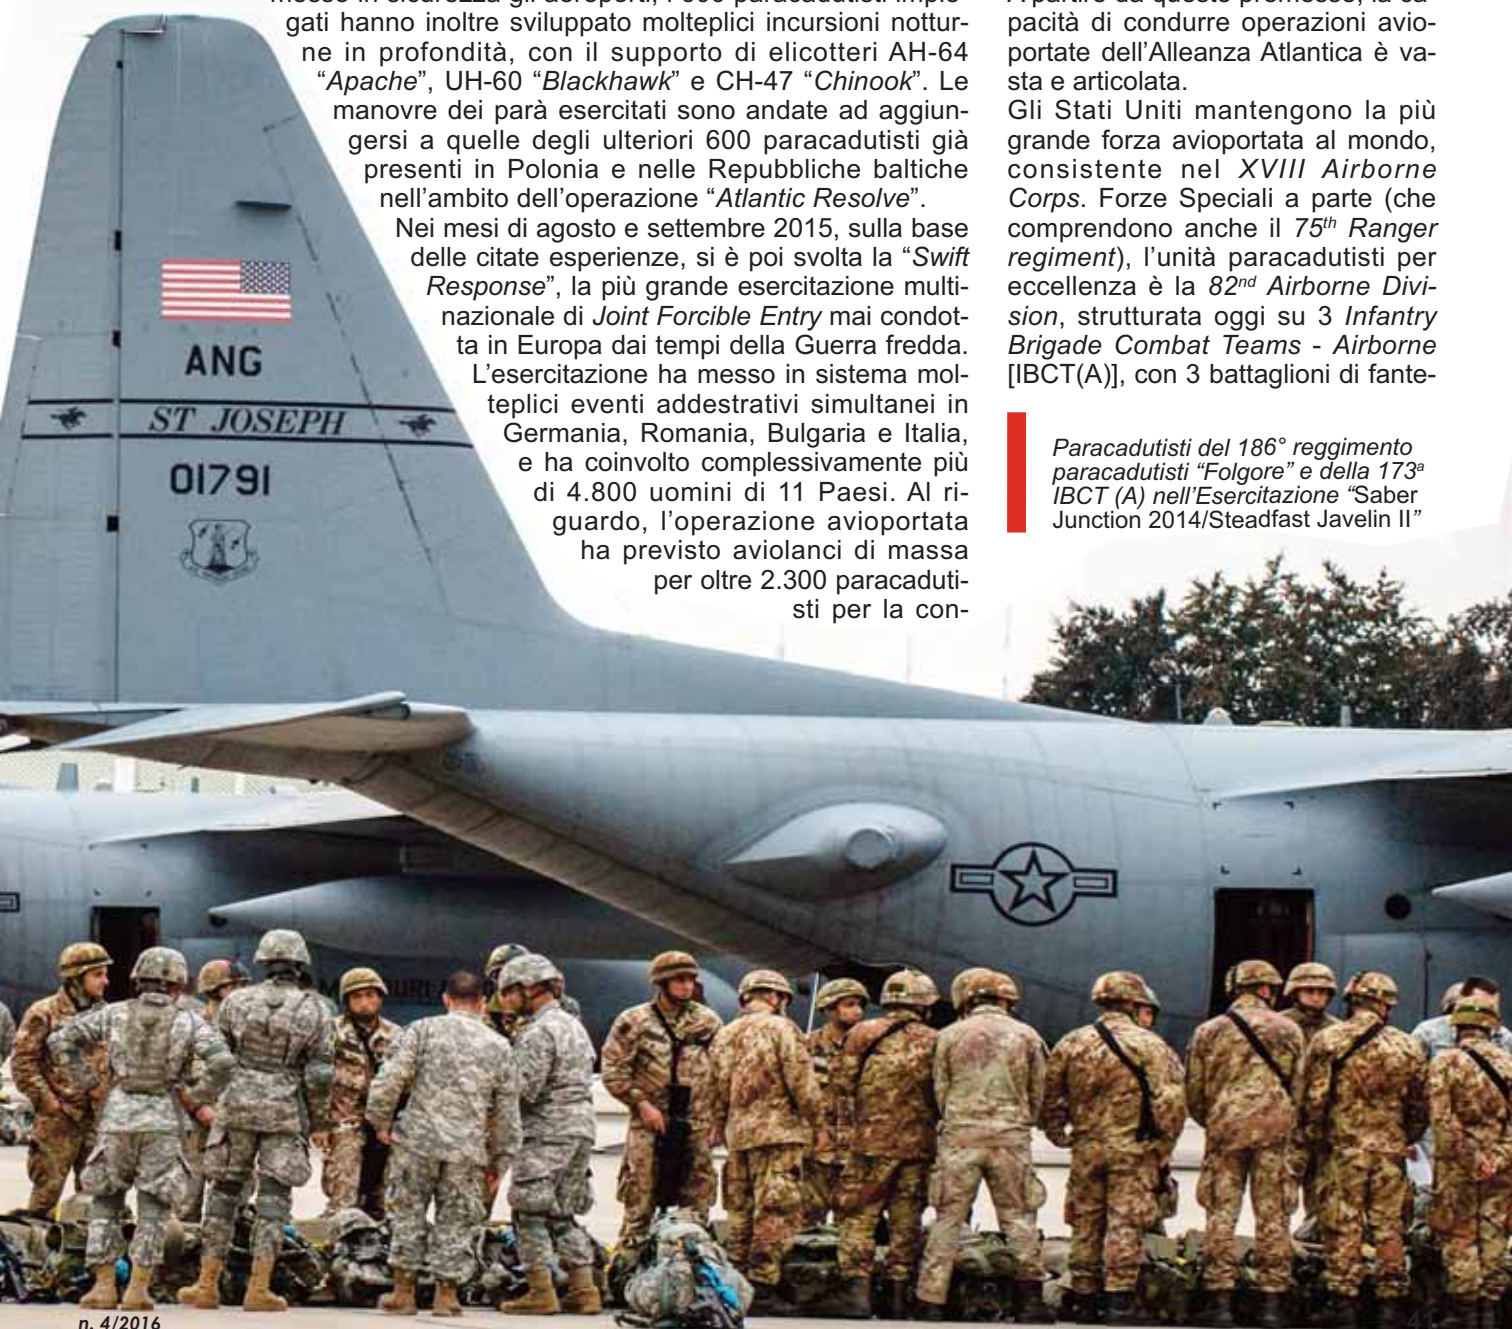 gati hanno inoltre sviluppato molteplici incursioni nottur-
ne in profondità, con il supporto di elicotteri AH-64
“Apache”, UH-60 “Blackhawk” e CH-47 “Chinook”. Le
manovre dei parà esercitati sono andate ad aggiun-
gersi a quelle degli ulteriori 600 paracadutisti già
presenti in Polonia e nelle Repubbliche baltiche
nell’ambito dell’operazione “Atlantic Resolve”.
Nei mesi di agosto e settembre 2015, sulla base
delle citate esperienze, si è poi svolta la “Swift
Response”, la più grande esercitazione multi-
nazionale di Joint Forcible Entry mai condot-
ta in Europa dai tempi della Guerra fredda.
L’esercitazione ha messo in sistema mol-
teplici eventi addestrativi simultanei in
Germania, Romania, Bulgaria e Italia,
e ha coinvolto complessivamente più
di 4.800 uomini di 11 Paesi. Al ri-
guardo, l’operazione avioportata
ha previsto aviolanci di massa
per oltre 2.300 paracaduti-
sti per la con-
pacità di condurre operazioni avio-
portate dell’Alleanza Atlantica è va-
sta e articolata.
Gli Stati Uniti mantengono la più
grande forza avioportata al mondo,
consistente nel XVIII Airborne
Corps. Forze Speciali a parte (che
comprendono anche il 75th Ranger
regiment), l’unità paracadutisti per
eccellenza è la 82nd Airborne Divi-
sion, strutturata oggi su 3 Infantry
Brigade Combat Teams - Airborne
[IBCT(A)], con 3 battaglioni di fante-
Paracadutisti del 186° reggimento
paracadutisti “Folgore” e della 173ª
IBCT (A) nell’Esercitazione “Saber
Junction 2014/Steadfast Javelin II”
ANG
ST JOSEPH
01791
n. 4/2016